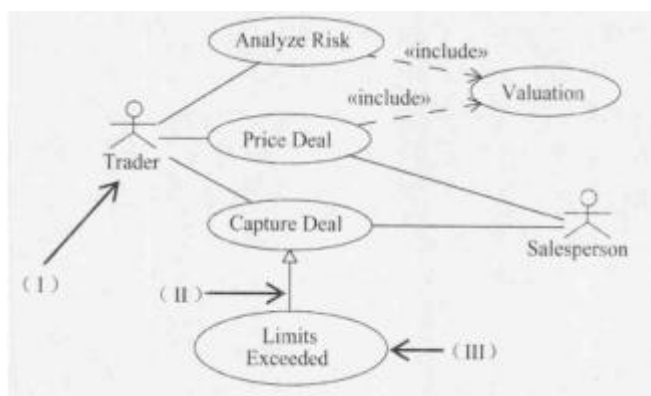 Analyze Risk
«include»
«include»
Valuation
Price Deal
Trader
Capture Deal
Salesperson
( I )
( II )
Limits
Exceeded
( III )